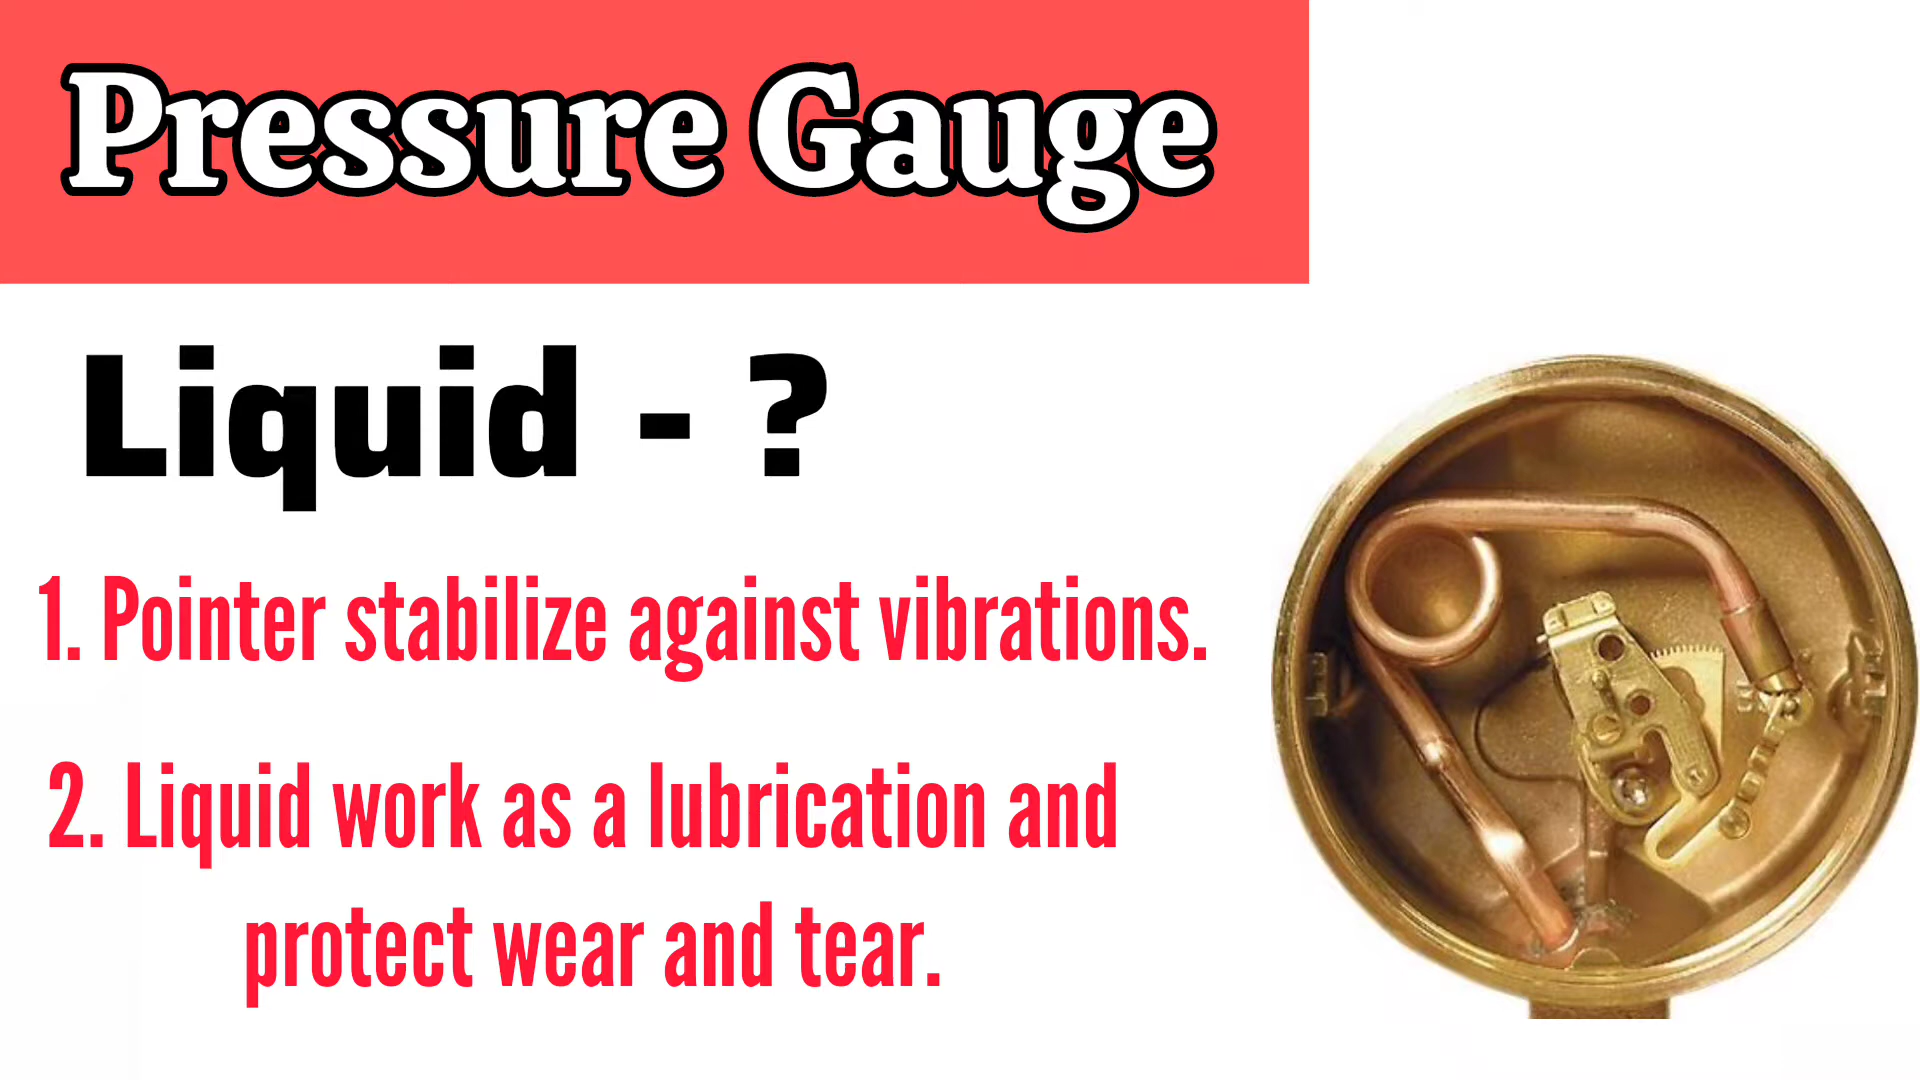 Pressure Gauge
Liquid - ?
1. Pointer stabilize against vibrations.
2. Liquid work as a lubrication and
protect wear and tear.